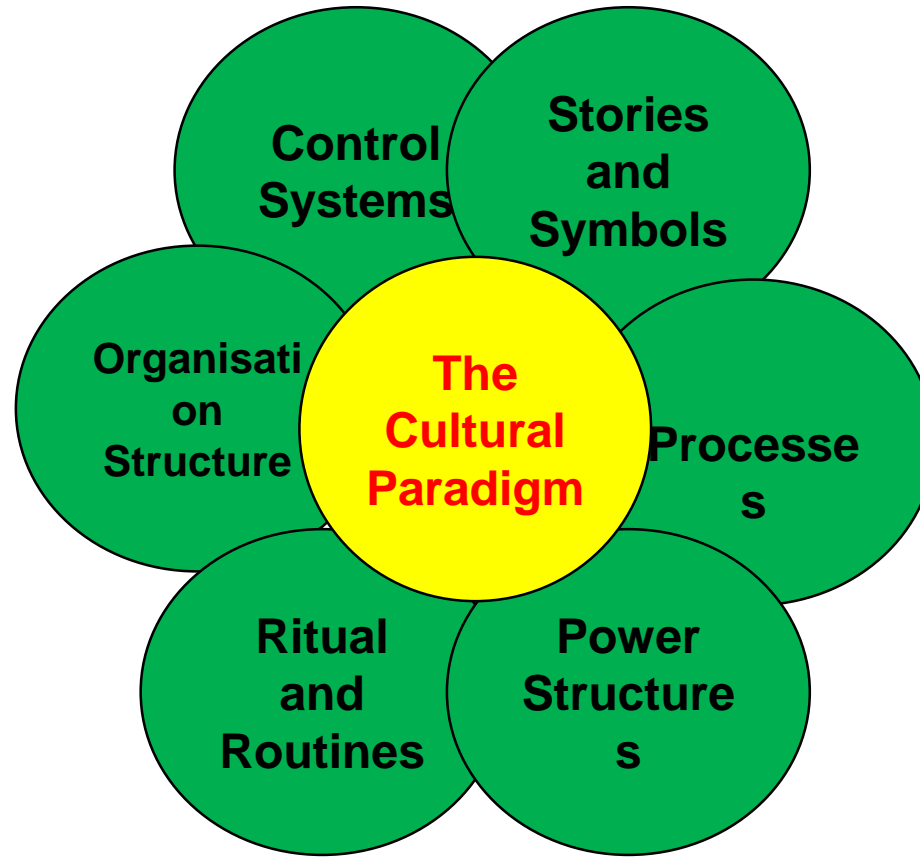 Control
Systems
Stories
and
Symbols
Organisati
on
Structure
The
Cultural
Paradigm
Processe
s
Ritual
and
Routines
Power
Structure
s